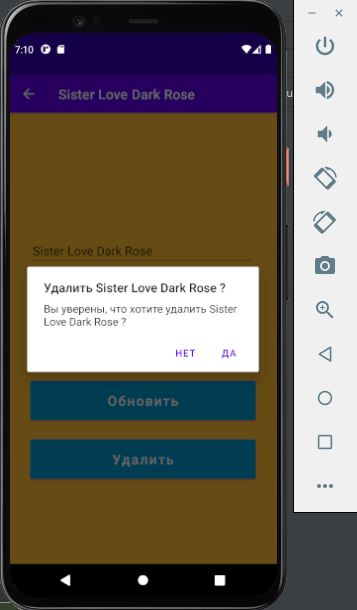 7:10
Sister Love Dark Rose
Sister Love Dark Rose
Удалить Sister Love Dark Rose ?
Вы уверены, что хотите удалить Sister
Love Dark Rose ?
НЕТ ДА
Обновить
Удалить